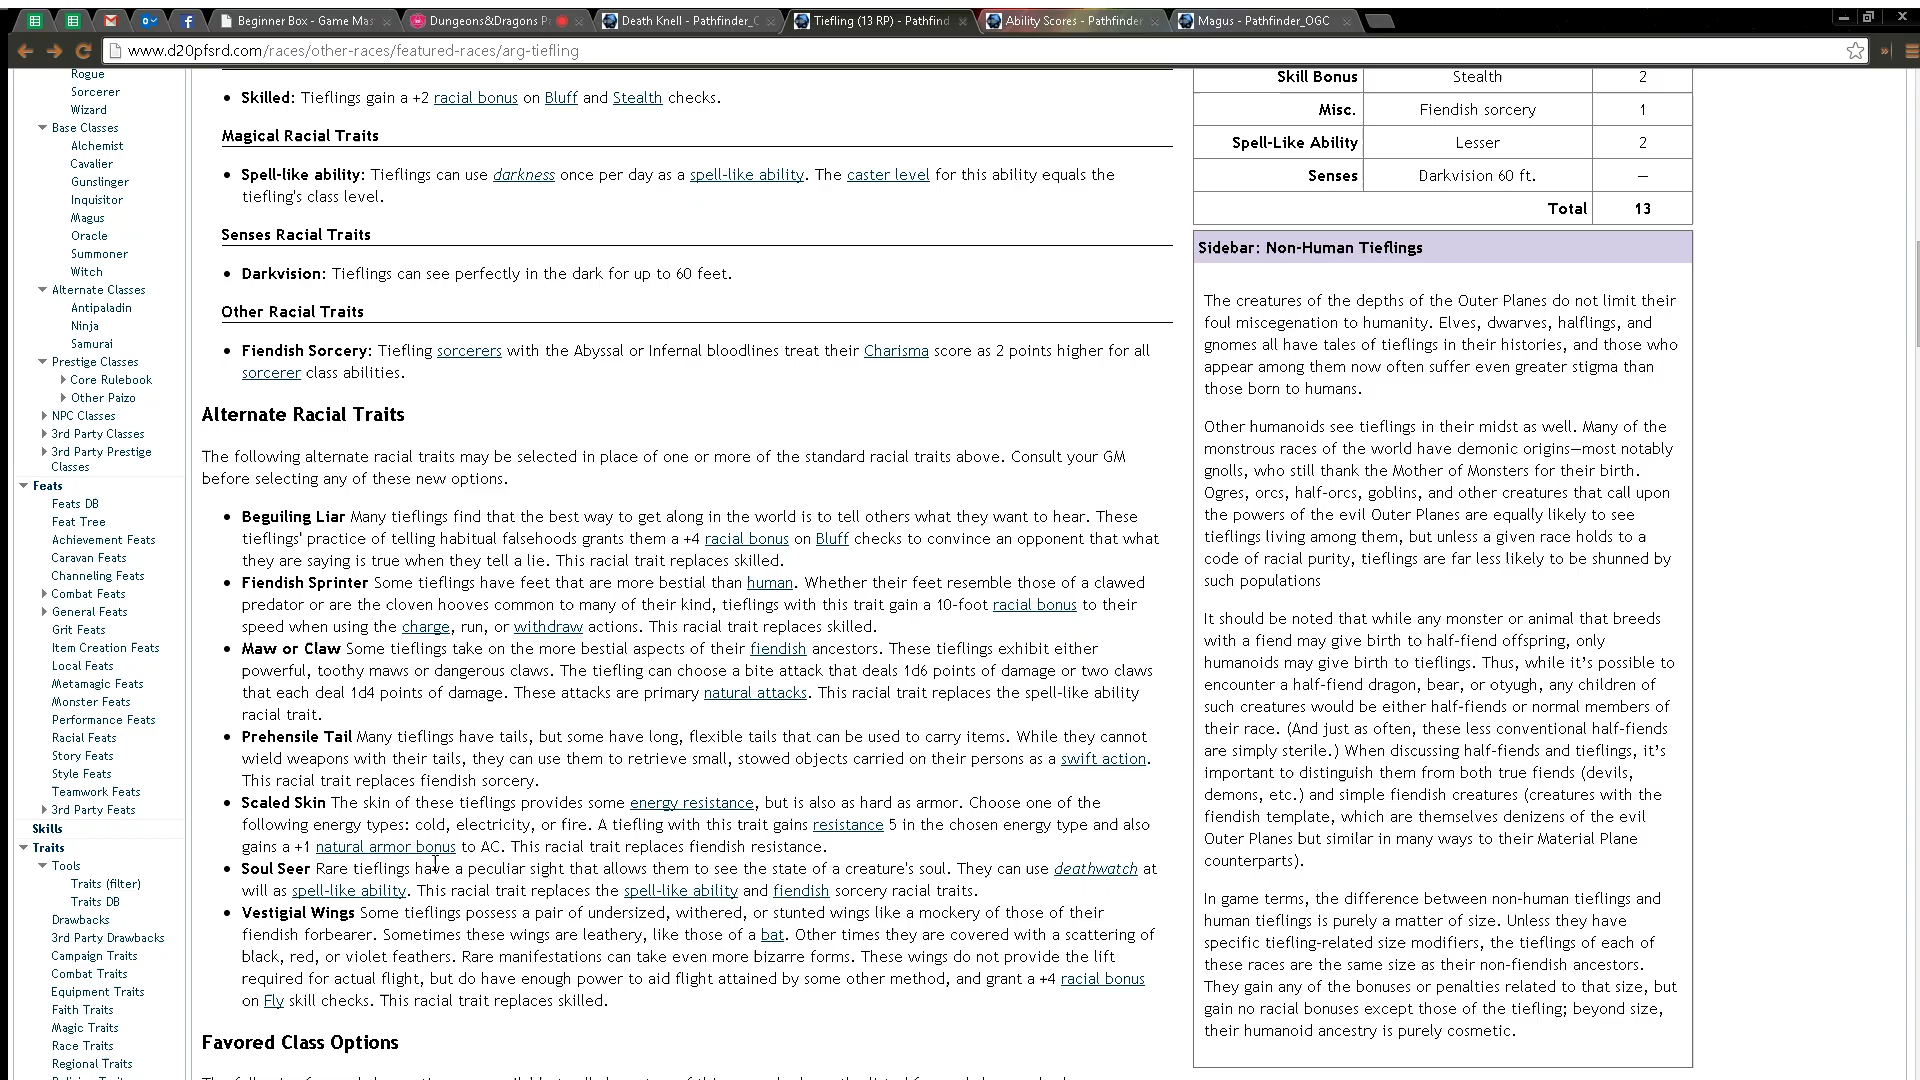 Beginner Box - Game Mas
Dungeons&Dragons P
Death Knell - Pathfinder_O
Tiefling (13 RP) - Pathfind
Ability Scores - Pathfinder
Magus - Pathfinder_OGC
www.d20pfsrd.com/races/other-races/featured-races/arg-tiefling
Rogue
Sorcerer
Wizard
Base Classes
Alchemist
Cavalier
Gunslinger
Inquisitor
Magus
Oracle
Summoner
Witch
Alternate Classes
Antipaladin
Ninja
Samurai
Prestige Classes
Core Rulebook
Other Paizo
NPC Classes
3rd Party Classes
3rd Party Prestige
Classes
Feats
Feats DB
Feat Tree
Achievement Feats
Caravan Feats
Channeling Feats
Combat Feats
General Feats
Grit Feats
Item Creation Feats
Local Feats
Metamagic Feats
Monster Feats
Performance Feats
Racial Feats
Story Feats
Style Feats
Teamwork Feats
3rd Party Feats
Skills
Traits
Tools
Traits (filter)
Traits DB
Drawbacks
3rd Party Drawbacks
Campaign Traits
Combat Traits
Equipment Traits
Faith Traits
Magic Traits
Race Traits
Regional Traits
• Skilled: Tieflings gain a +2 racial bonus on Bluff and Stealth checks.
Magical Racial Traits
• Spell-like ability: Tieflings can use darkness once per day as a spell-like ability. The caster level for this ability equals the
tiefling's class level.
Senses Racial Traits
• Darkvision: Tieflings can see perfectly in the dark for up to 60 feet.
Other Racial Traits
• Fiendish Sorcery: Tiefling sorcerers with the Abyssal or Infernal bloodlines treat their Charisma score as 2 points higher for all
sorcerer class abilities.
Alternate Racial Traits
The following alternate racial traits may be selected in place of one or more of the standard racial traits above. Consult your GM
before selecting any of these new options.
• Beguiling Liar Many tieflings find that the best way to get along in the world is to tell others what they want to hear. These
tieflings' practice of telling habitual falsehoods grants them a +4 racial bonus on Bluff checks to convince an opponent that what
they are saying is true when they tell a lie. This racial trait replaces skilled.
• Fiendish Sprinter Some tieflings have feet that are more bestial than human. Whether their feet resemble those of a clawed
predator or are the cloven hooves common to many of their kind, tieflings with this trait gain a 10-foot racial bonus to their
speed when using the charge, run, or withdraw actions. This racial trait replaces skilled.
• Maw or Claw Some tieflings take on the more bestial aspects of their fiendish ancestors. These tieflings exhibit either
powerful, toothy maws or dangerous claws. The tiefling can choose a bite attack that deals 1d6 points of damage or two claws
that each deal 1d4 points of damage. These attacks are primary natural attacks. This racial trait replaces the spell-like ability
racial trait.
• Prehensile Tail Many tieflings have tails, but some have long, flexible tails that can be used to carry items. While they cannot
wield weapons with their tails, they can use them to retrieve small, stowed objects carried on their persons as a swift action.
This racial trait replaces fiendish sorcery.
• Scaled Skin The skin of these tieflings provides some energy resistance, but is also as hard as armor. Choose one of the
following energy types: cold, electricity, or fire. A tiefling with this trait gains resistance 5 in the chosen energy type and also
gains a +1 natural armor bonus to AC. This racial trait replaces fiendish resistance.
• Soul Seer Rare tieflings have a peculiar sight that allows them to see the state of a creature's soul. They can use deathwatch at
will as spell-like ability. This racial trait replaces the spell-like ability and fiendish sorcery racial traits.
• Vestigial Wings Some tieflings possess a pair of undersized, withered, or stunted wings like a mockery of those of their
fiendish forbearer. Sometimes these wings are leathery, like those of a bat. Other times they are covered with a scattering of
black, red, or violet feathers. Rare manifestations can take even more bizarre forms. These wings do not provide the lift
required for actual flight, but do have enough power to aid flight attained by some other method, and grant a +4 racial bonus
on Fly skill checks. This racial trait replaces skilled.
Favored Class Options
Skill Bonus Stealth 2
Misc. Fiendish sorcery 1
Spell-Like Ability Lesser 2
Senses Darkvision 60 ft. —
Total 13
Sidebar: Non-Human Tieflings
The creatures of the depths of the Outer Planes do not limit their
foul miscegenation to humanity. Elves, dwarves, halflings, and
gnomes all have tales of tieflings in their histories, and those who
appear among them now often suffer even greater stigma than
those born to humans.
Other humanoids see tieflings in their midst as well. Many of the
monstrous races of the world have demonic origins—most notably
gnolls, who still thank the Mother of Monsters for their birth.
Ogres, orcs, half-orcs, goblins, and other creatures that call upon
the powers of the evil Outer Planes are equally likely to see
tieflings living among them, but unless a given race holds to a
code of racial purity, tieflings are far less likely to be shunned by
such populations
It should be noted that while any monster or animal that breeds
with a fiend may give birth to half-fiend offspring, only
humanoids may give birth to tieflings. Thus, while it's possible to
encounter a half-fiend dragon, bear, or otyugh, any children of
such creatures would be either half-fiends or normal members of
their race. (And just as often, these less conventional half-fiends
are simply sterile.) When discussing half-fiends and tieflings, it's
important to distinguish them from both true fiends (devils,
demons, etc.) and simple fiendish creatures (creatures with the
fiendish template, which are themselves denizens of the evil
Outer Planes but similar in many ways to their Material Plane
counterparts).
In game terms, the difference between non-human tieflings and
human tieflings is purely a matter of size. Unless they have
specific tiefling-related size modifiers, the tieflings of each of
these races are the same size as their non-fiendish ancestors.
They gain any of the bonuses or penalties related to that size, but
gain no racial bonuses except those of the tiefling; beyond size,
their humanoid ancestry is purely cosmetic.